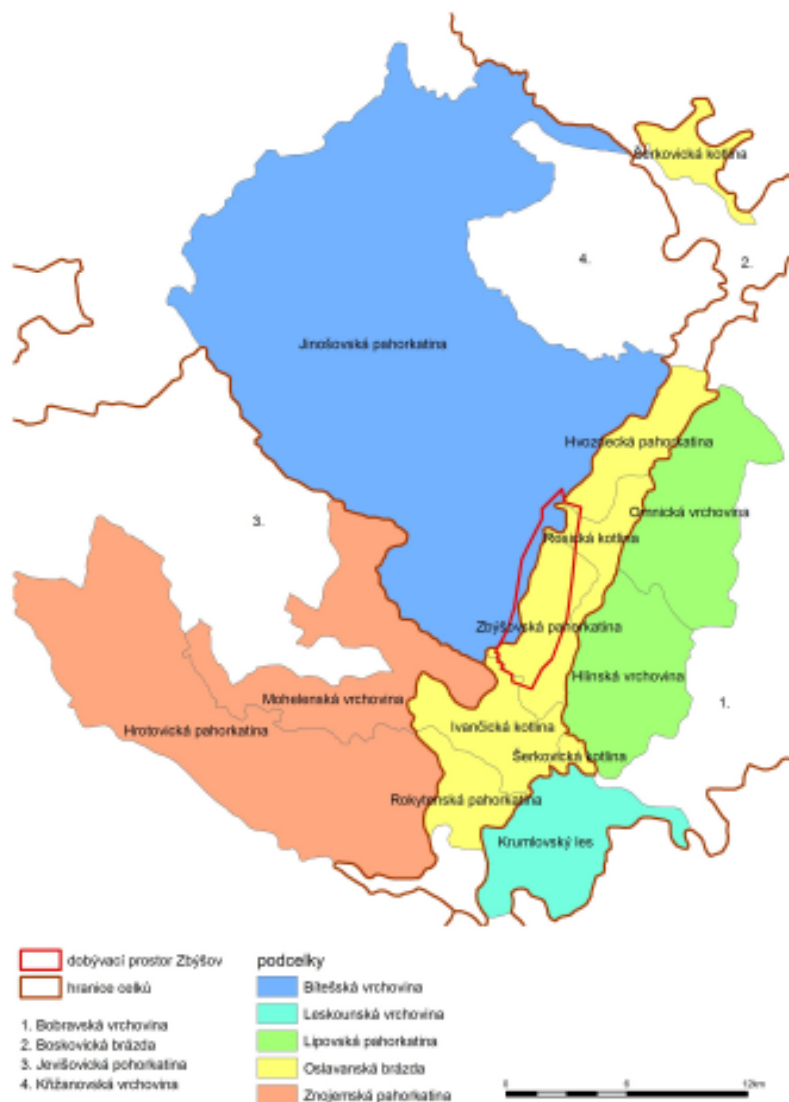 Šerkovická kotlina
4.
2.
Jinošovská pahorkatina
Hvozdecká pahorkatina
3.
Omnická vrchovina
Rosická kotlina
Zbýšovská pahorkatina
Hlínská vrchovina
Mohelenská vrchovina
1.
Hrotovická pahorkatina
Ivančická kotlina
Šerkovická kotlina
Rokytenská pahorkatina
Krumlovský les
dobývací prostor Zbýšov
hranice celků
1. Bobravská vrchovina
2. Boskovická brázda
3. Jevišovická pohorkatina
4. Křižanovská vrchovina
podcelky
Bítešská vrchovina
Leskounská vrchovina
Lipovská pahorkatina
Oslavanská brázda
Znojemská pahorkatina
0 6 12km